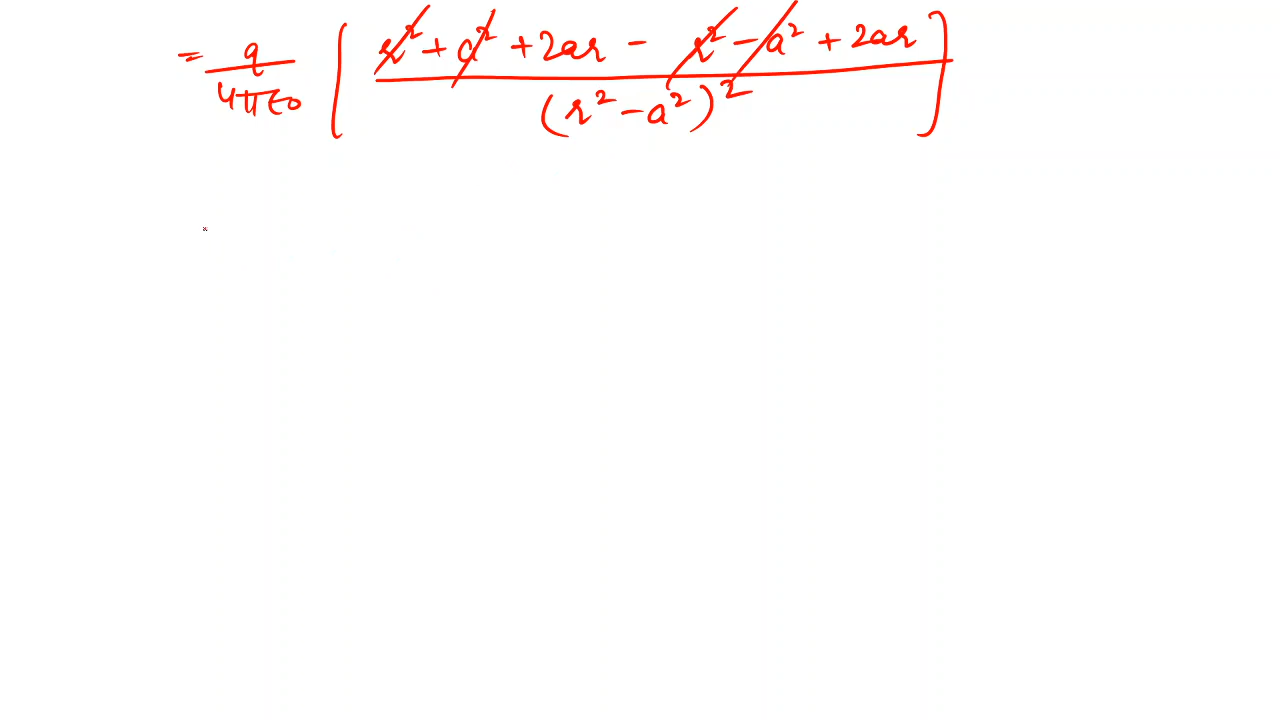 = q/4πε₀ [ (r² + a² + 2ar − r² − a² + 2ar) / (r² − a²)² ]